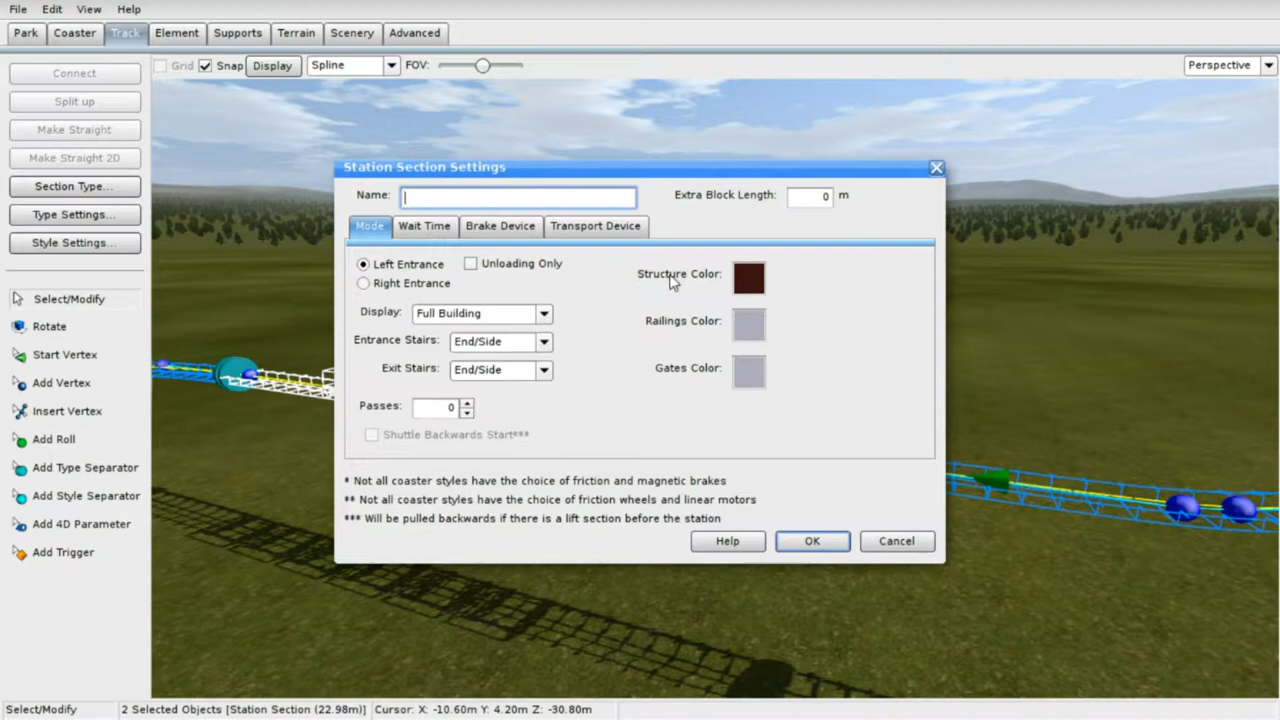 File Edit View Help
Park Coaster Track Element Supports Terrain Scenery Advanced
Connect
Split up
Make Straight
Make Straight 2D
Section Type...
Type Settings...
Style Settings...
Select/Modify
Rotate
Start Vertex
Add Vertex
Insert Vertex
Add Roll
Add Type Separator
Add Style Separator
Add 4D Parameter
Add Trigger
Grid Snap Display Spline FOV: Perspective
Station Section Settings
Name: Extra Block Length: 0 m
Mode Wait Time Brake Device Transport Device
Left Entrance Unloading Only
Right Entrance
Display: Full Building
Entrance Stairs: End/Side
Exit Stairs: End/Side
Passes: 0
Shuttle Backwards Start***
Structure Color:
Railings Color:
Gates Color:
* Not all coaster styles have the choice of friction and magnetic brakes
** Not all coaster styles have the choice of friction wheels and linear motors
*** Will be pulled backwards if there is a lift section before the station
Help OK Cancel
Select/Modify 2 Selected Objects [Station Section (22.98m)] Cursor: X: -10.60m Y: 4.20m Z: -30.80m